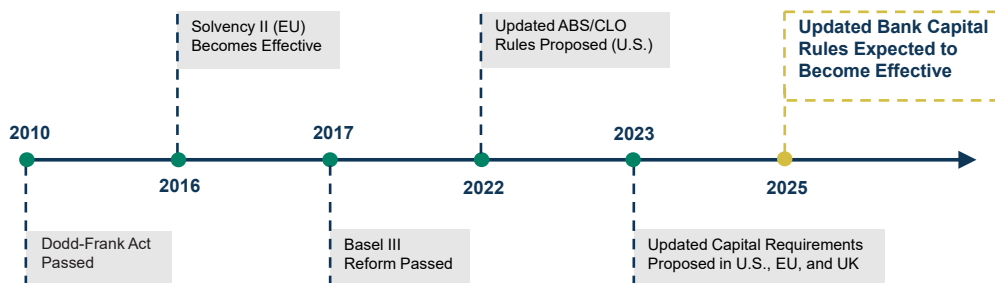 Solvency II (EU)
Becomes Effective
Updated ABS/CLO
Rules Proposed (U.S.)
Updated Bank Capital
Rules Expected to
Become Effective
2010
2017
2023
2016
2022
2025
Dodd-Frank Act
Passed
Basel III
Reform Passed
Updated Capital Requirements
Proposed in U.S., EU, and UK